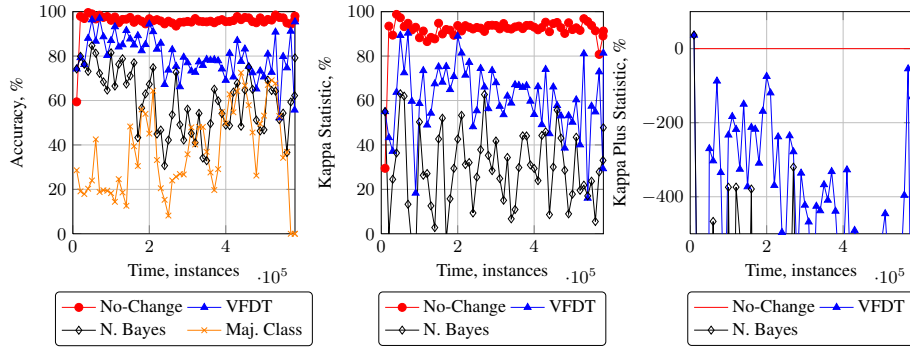 Accuracy, %
100
80
60
40
20
0
0
2
4
·10^5
Time, instances
No-Change
VFDT
N. Bayes
Maj. Class
Kappa Statistic, %
100
80
60
40
20
0
0
2
4
·10^5
Time, instances
No-Change
VFDT
N. Bayes
Kappa Plus Statistic, %
0
−200
−400
0
2
4
·10^5
Time, instances
No-Change
VFDT
N. Bayes